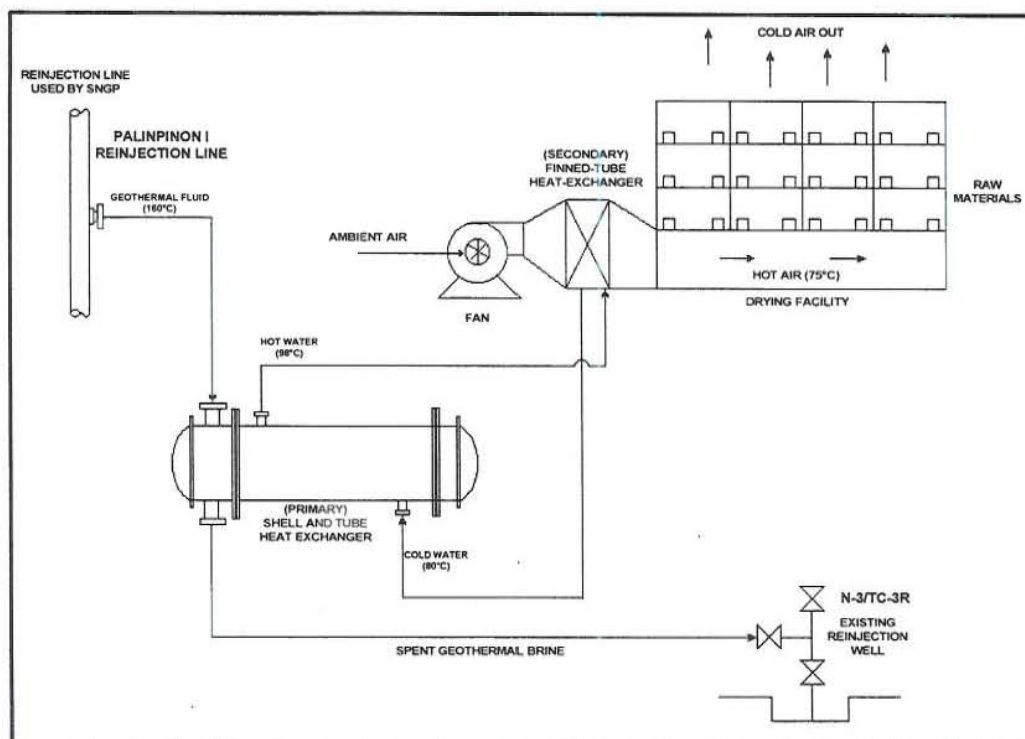 COLD AIR OUT
REINJECTION LINE
USED BY SNGP
PALINPINON I
REINJECTION LINE
GEOTHERMAL FLUID
(160°C)
(SECONDARY)
FINNED-TUBE
HEAT-EXCHANGER
RAW
MATERIALS
AMBIENT AIR
HOT AIR (75°C)
DRYING FACILITY
FAN
HOT WATER
(98°C)
(PRIMARY)
SHELL AND TUBE
HEAT EXCHANGER
COLD WATER
(80°C)
N-3/TC-3R
EXISTING
REINJECTION
WELL
SPENT GEOTHERMAL BRINE